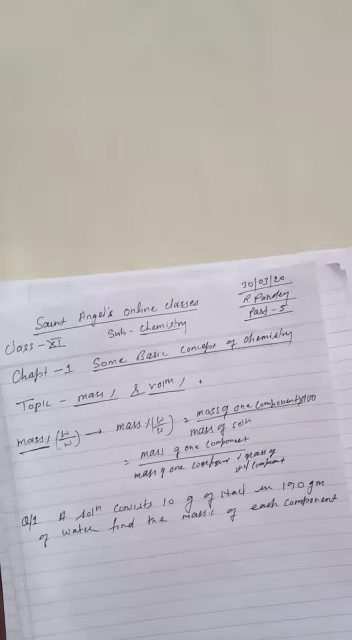 Saint Angel's online classes
30/03/20
R Pandey
Part - 5
Class - XI
Sub - Chemistry
Chapt - 1 Some Basic Concept of Chemistry
Topic - mass % & volm %.
mass % (w/w) → mass % (w/w) = mass of one component × 100 / mass of soln
= mass of one component / mass of one component + mass of component
Q/1. A soln consists 10 g of in 190 gm
of water find the mass % of each component